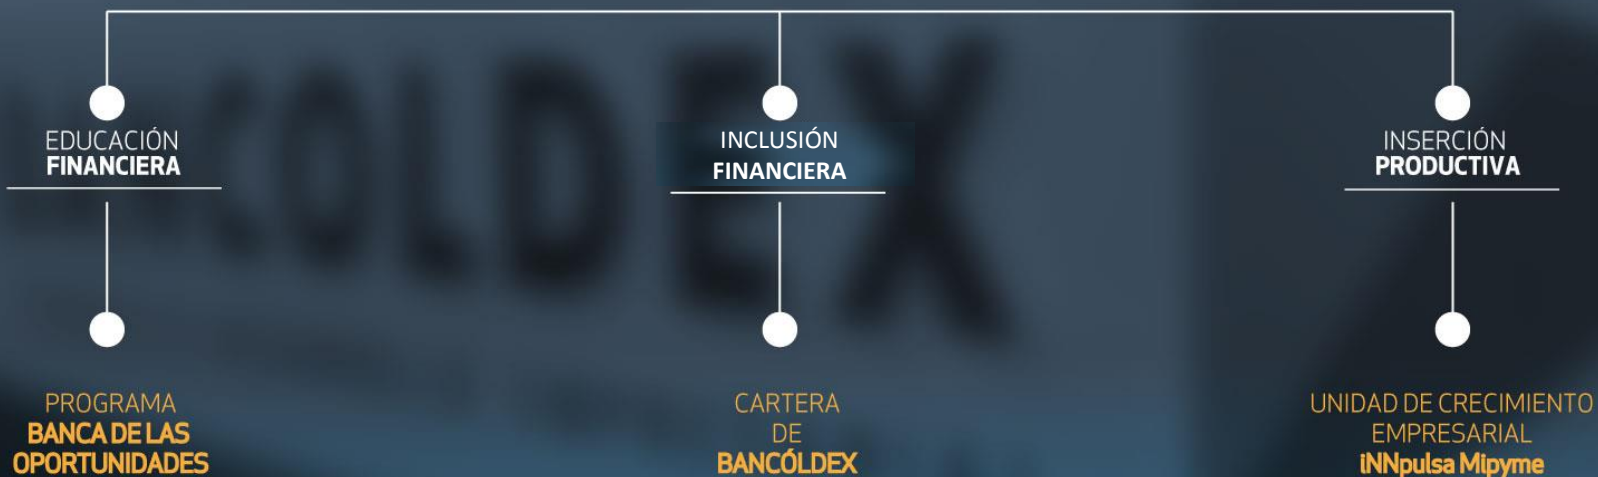 EDUCACIÓN
FINANCIERA
INCLUSIÓN
FINANCIERA
INSERCIÓN
PRODUCTIVA
PROGRAMA
BANCA DE LAS
OPORTUNIDADES
CARTERA
DE
BANCÓLDEX
UNIDAD DE CRECIMIENTO
EMPRESARIAL
iNNpulsa Mipyme
COLDEX